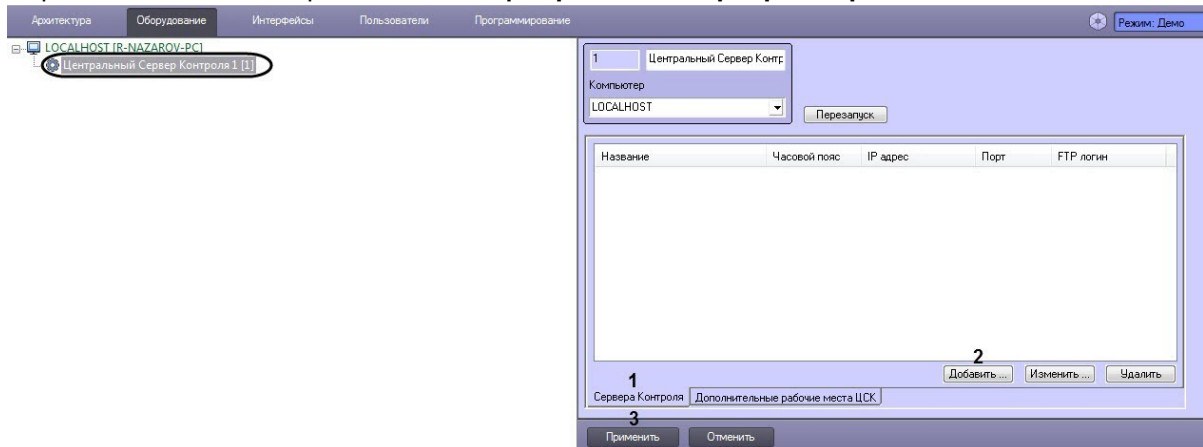 Архитектура Оборудование Интерфейсы Пользователи Программирование Режим: Демо
LOCALHOST [R-NAZAROV-PC]
Центральный Сервер Контроля 1 [1]
1 Центральный Сервер Контр
Компьютер
LOCALHOST
Перезапуск
Название Часовой пояс IP адрес Порт FTP логин
2
Добавить ... Изменить ... Удалить
1
Сервера Контроля Дополнительные рабочие места ЦСК
3
Применить Отменить